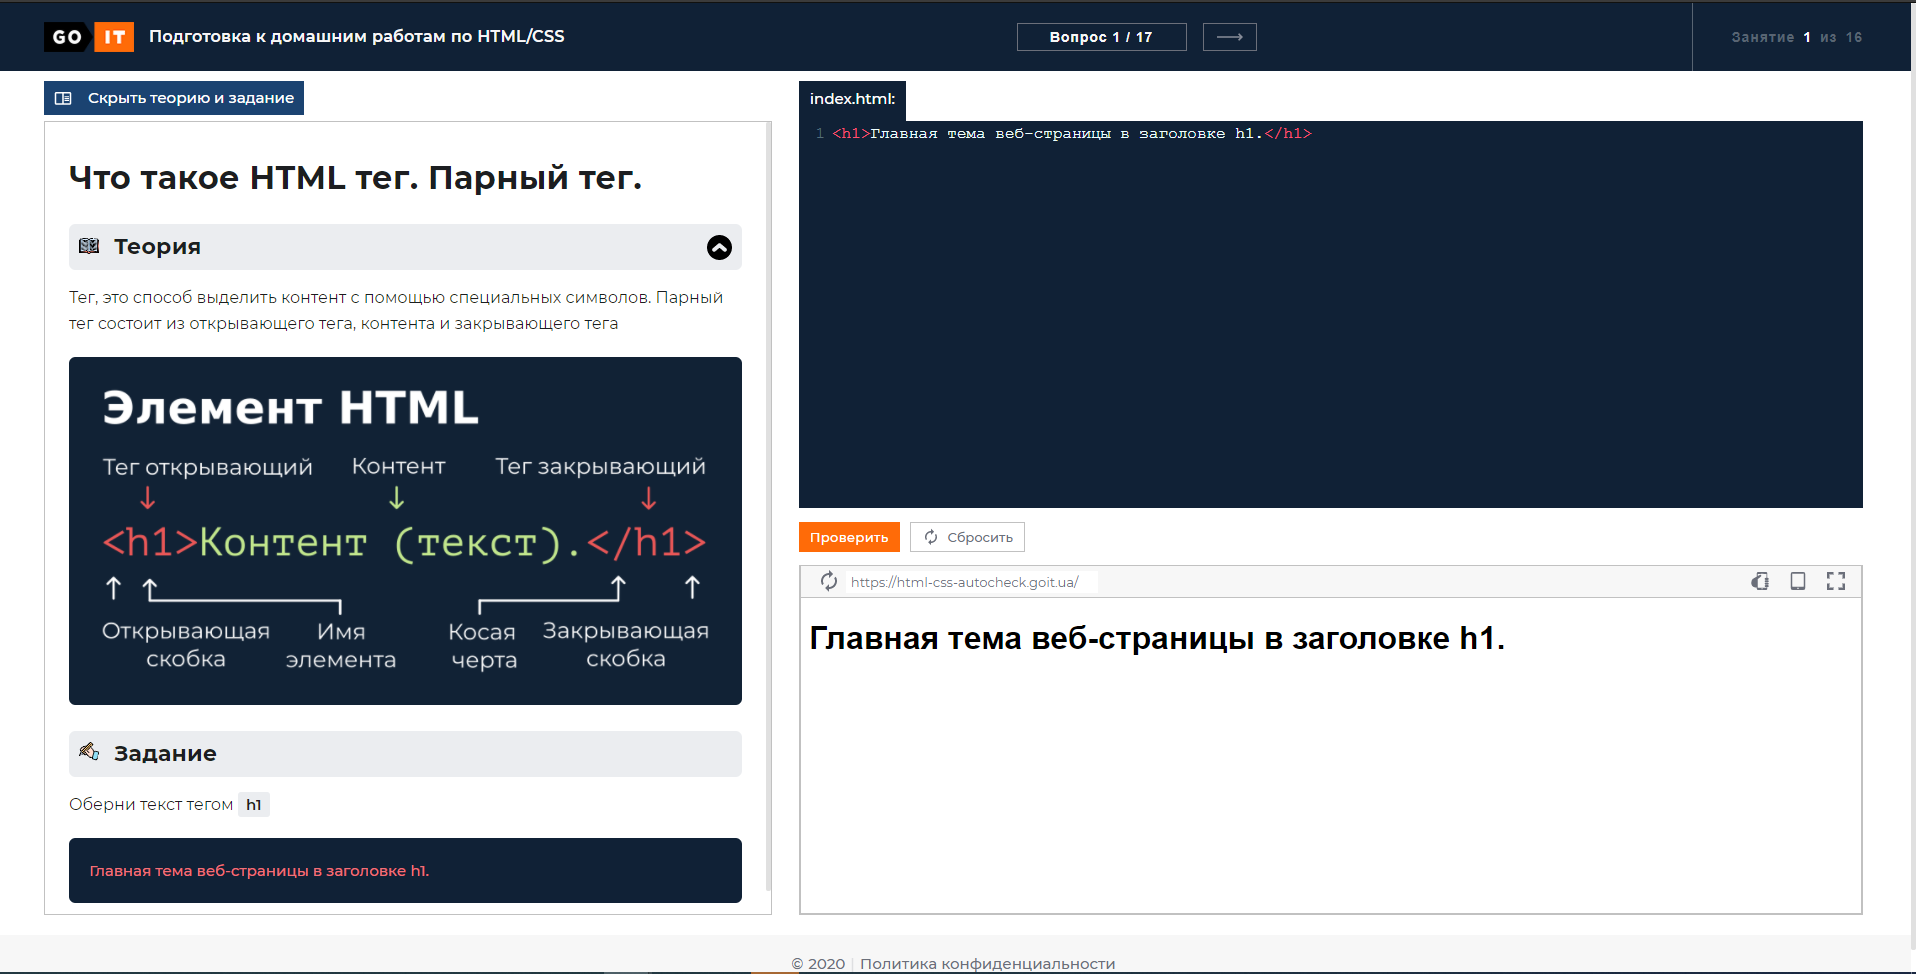 GO IT Подготовка к домашним работам по HTML/CSS
Вопрос 1 / 17
Занятие 1 из 16
Скрыть теорию и задание
Что такое HTML тег. Парный тег.
Теория
Тег, это способ выделить контент с помощью специальных символов. Парный
тег состоит из открывающего тега, контента и закрывающего тега
Элемент HTML
Тег открывающий Контент Тег закрывающий
<h1>Контент (текст).</h1>
Открывающая скобка
Имя элемента
Косая черта
Закрывающая скобка
Задание
Оберни текст тегом h1
Главная тема веб-страницы в заголовке h1.
index.html:
1 <h1>Главная тема веб-страницы в заголовке h1.</h1>
Проверить Сбросить
https://html-css-autocheck.goit.ua/
Главная тема веб-страницы в заголовке h1.
© 2020 | Политика конфиденциальности